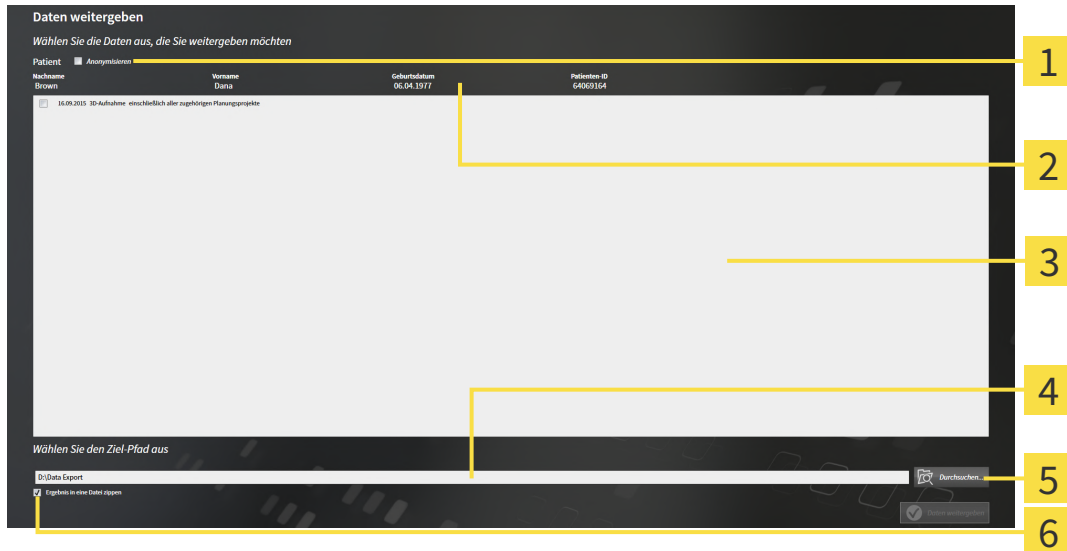 Daten weitergeben
Wählen Sie die Daten aus, die Sie weitergeben möchten
Patient Anonymisieren
1
Nachname Vorname Geburtsdatum Patienten-ID
Brown Dana 06.04.1977 64069164
16.09.2015 3D-Aufnahme einschließlich aller zugehörigen Planungsprojekte
2
3
4
Wählen Sie den Ziel-Pfad aus
D:\Data Export
Durchsuchen...
5
Ergebnis in eine Datei zippen
Daten weitergeben
6